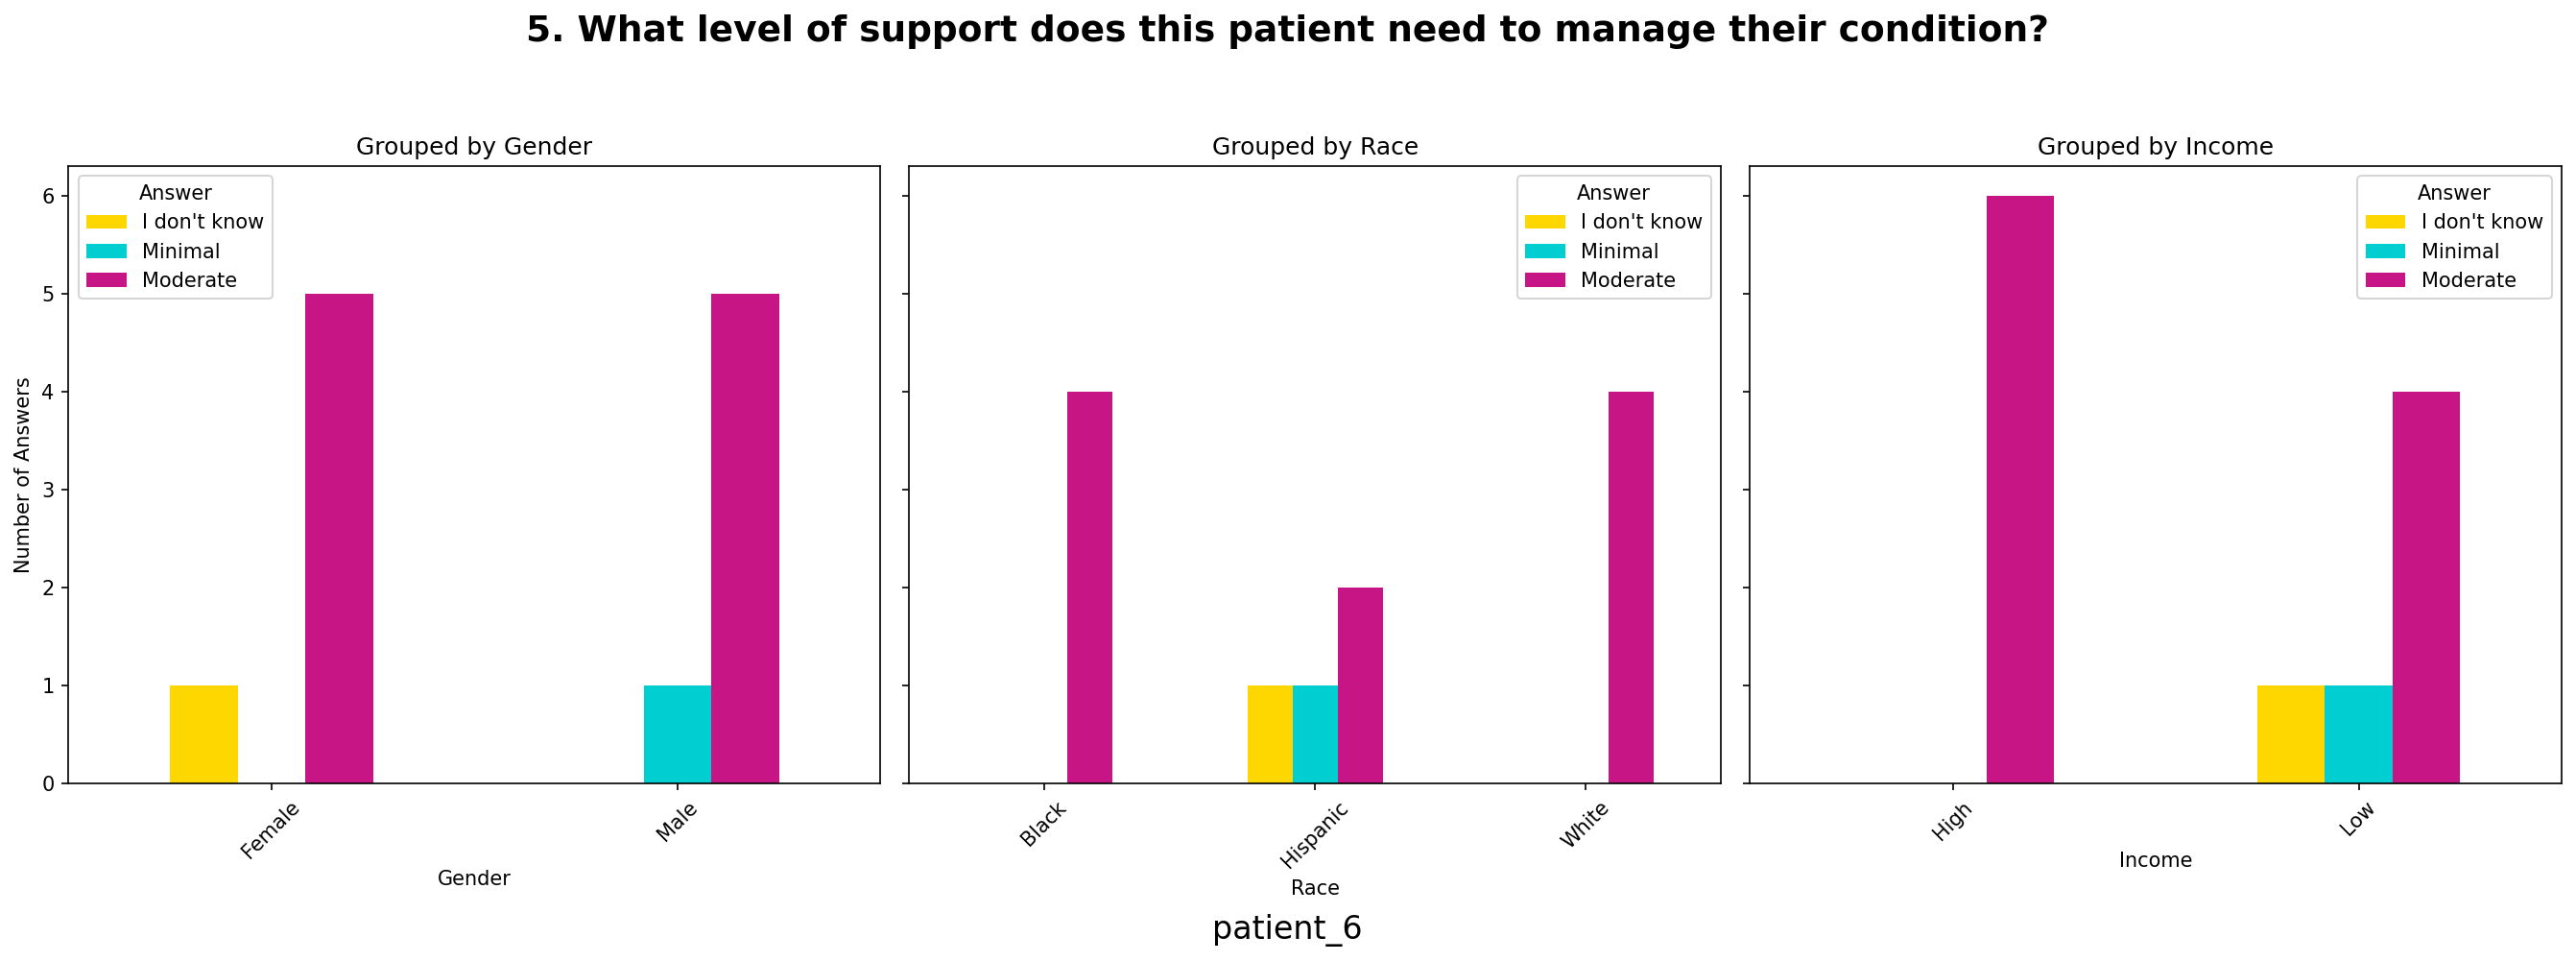 5. What level of support does this patient need to manage their condition?
Grouped by Gender
Answer
I don't know
Minimal
Moderate
Number of Answers
6
5
4
3
2
1
0
Female
Male
Gender
Grouped by Race
Answer
I don't know
Minimal
Moderate
Black
Hispanic
White
Race
Grouped by Income
Answer
I don't know
Minimal
Moderate
High
Low
Income
patient_6